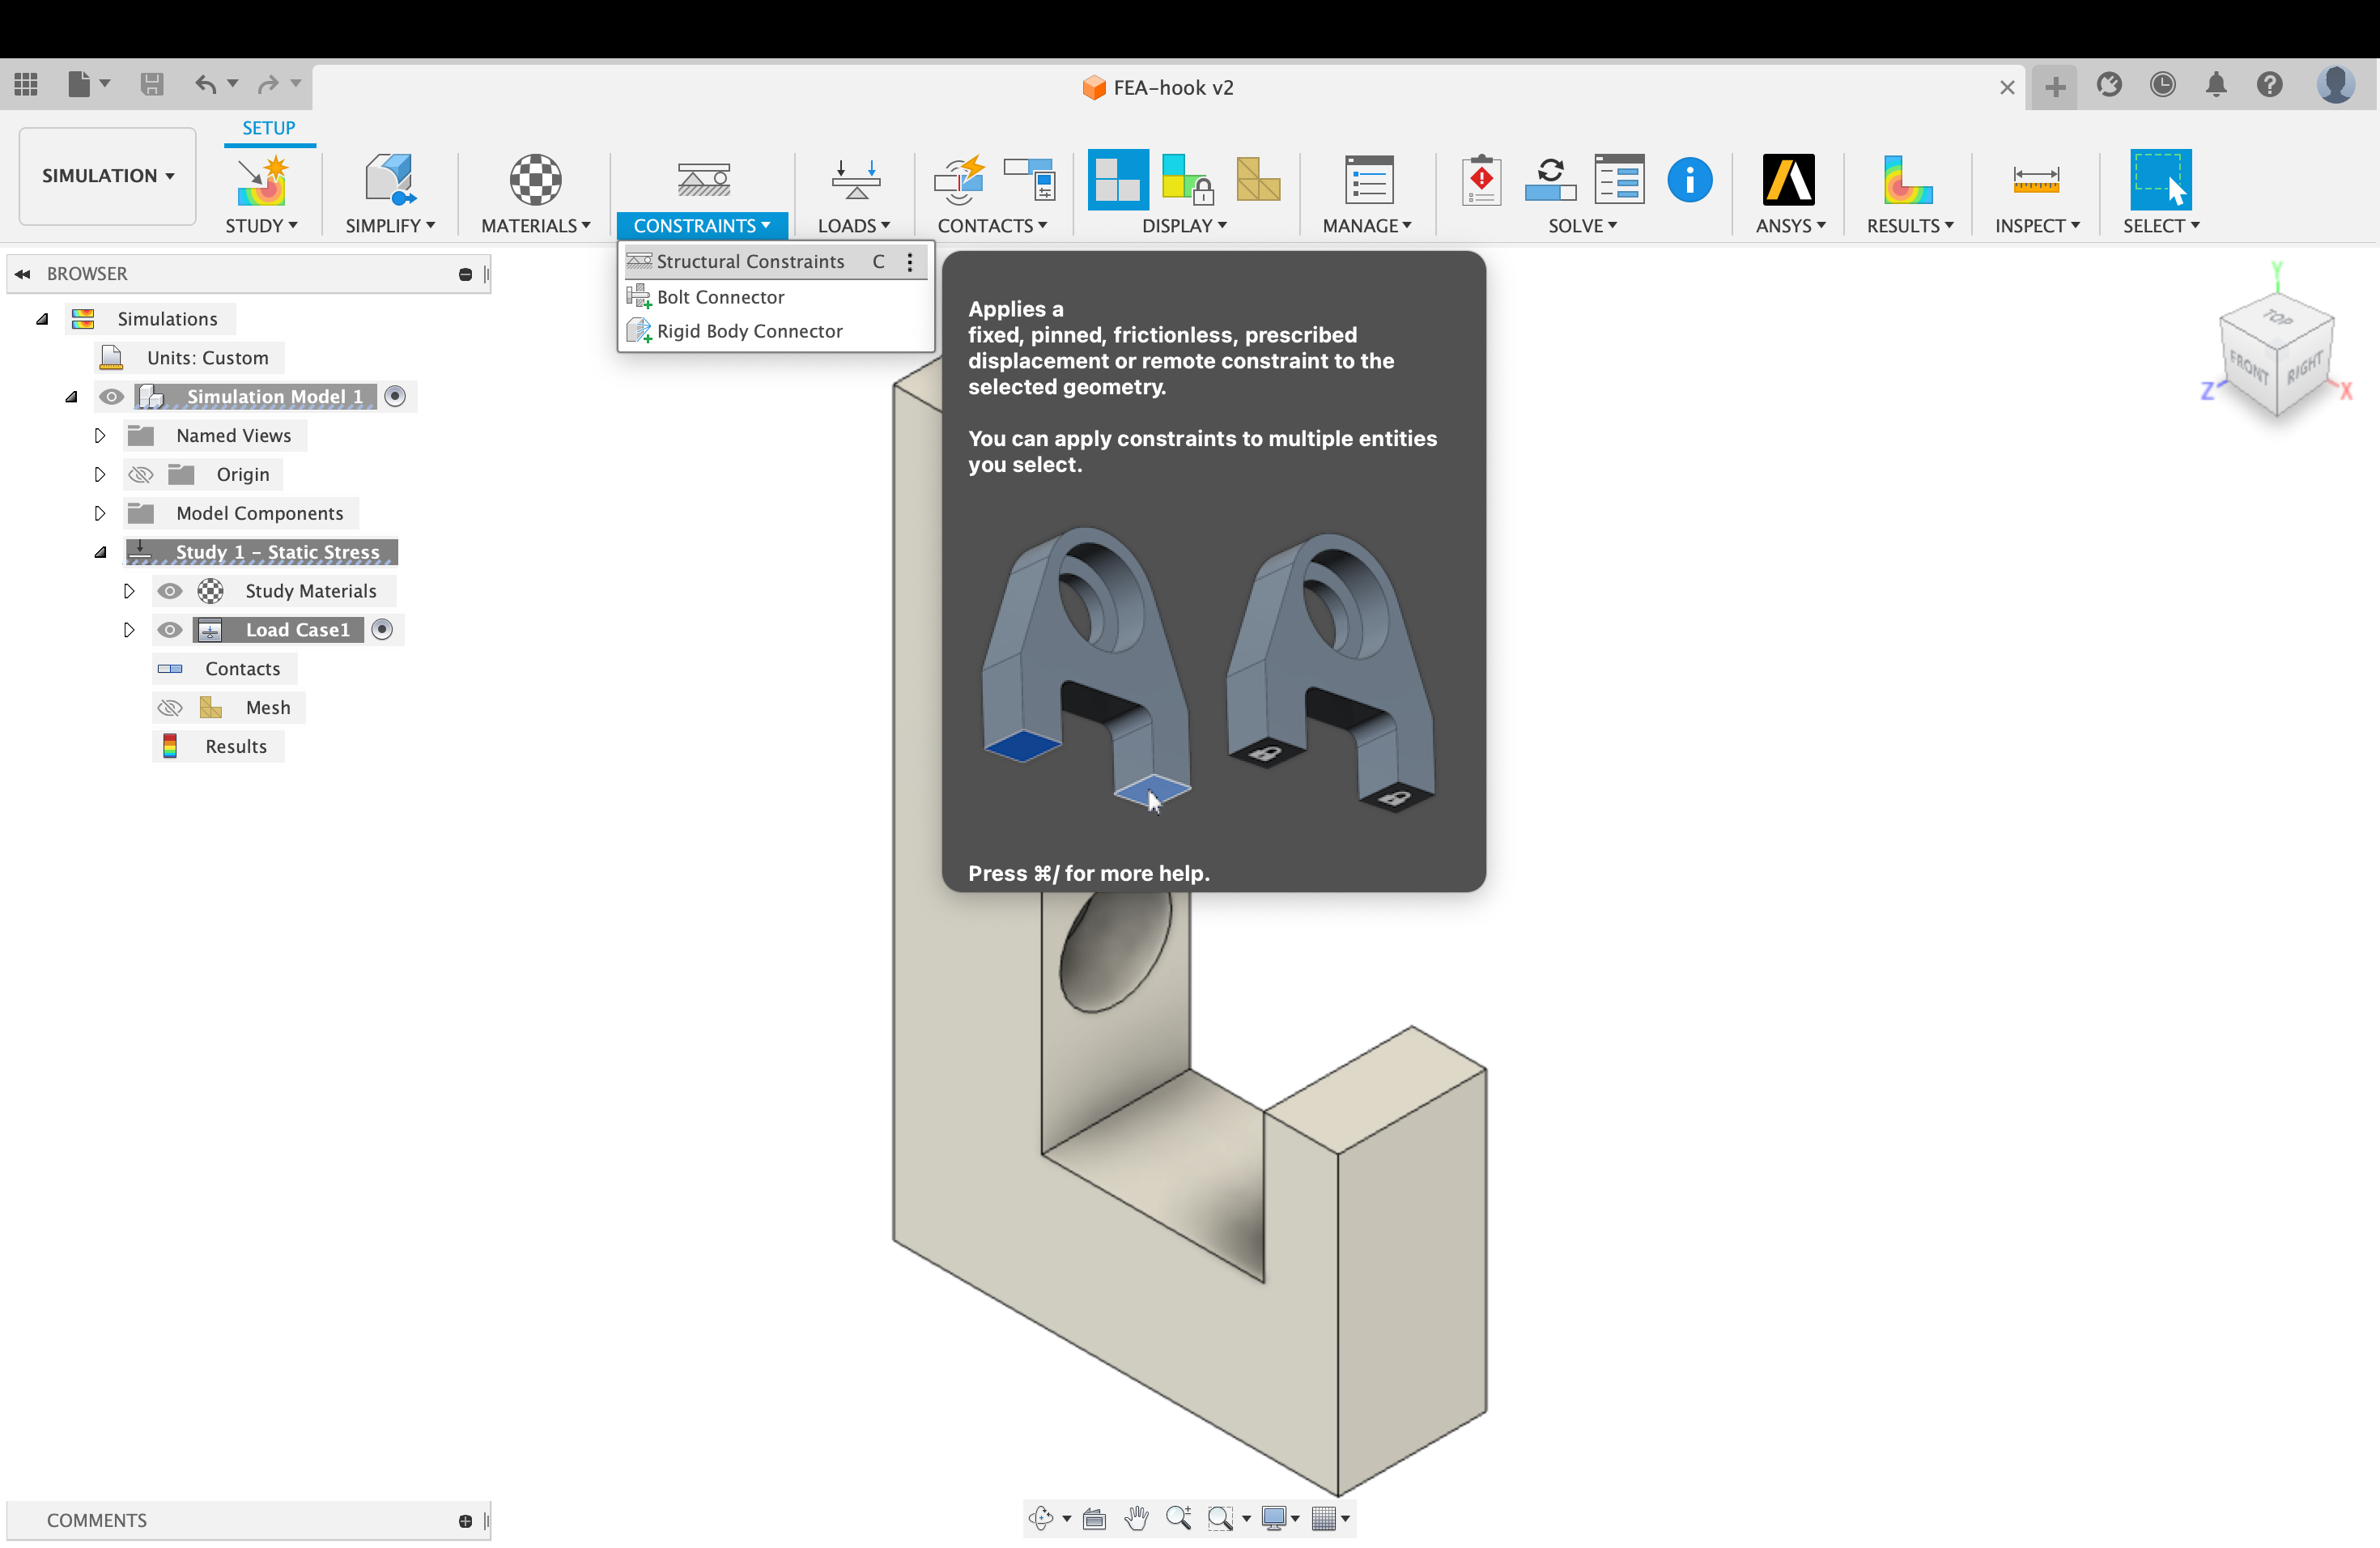 FEA-hook v2
SETUP
SIMULATION
STUDY
SIMPLIFY
MATERIALS
CONSTRAINTS
LOADS
CONTACTS
DISPLAY
MANAGE
SOLVE
ANSYS
RESULTS
INSPECT
SELECT
Structural Constraints C
Bolt Connector
Rigid Body Connector
BROWSER
Simulations
Units: Custom
Simulation Model 1
Named Views
Origin
Model Components
Study 1 - Static Stress
Study Materials
Load Case1
Contacts
Mesh
Results
Applies a
fixed, pinned, frictionless, prescribed
displacement or remote constraint to the
selected geometry.
You can apply constraints to multiple entities
you select.
Press ⌘/ for more help.
Y
TOP
FRONT
RIGHT
Z
X
COMMENTS